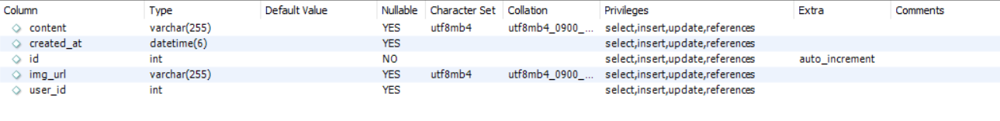 Column Type Default Value Nullable Character Set Collation Privileges Extra Comments
content varchar(255) YES utf8mb4 utf8mb4_0900_... select,insert,update,references
created_at datetime(6) YES select,insert,update,references
id int NO select,insert,update,references auto_increment
img_url varchar(255) YES utf8mb4 utf8mb4_0900_... select,insert,update,references
user_id int YES select,insert,update,references